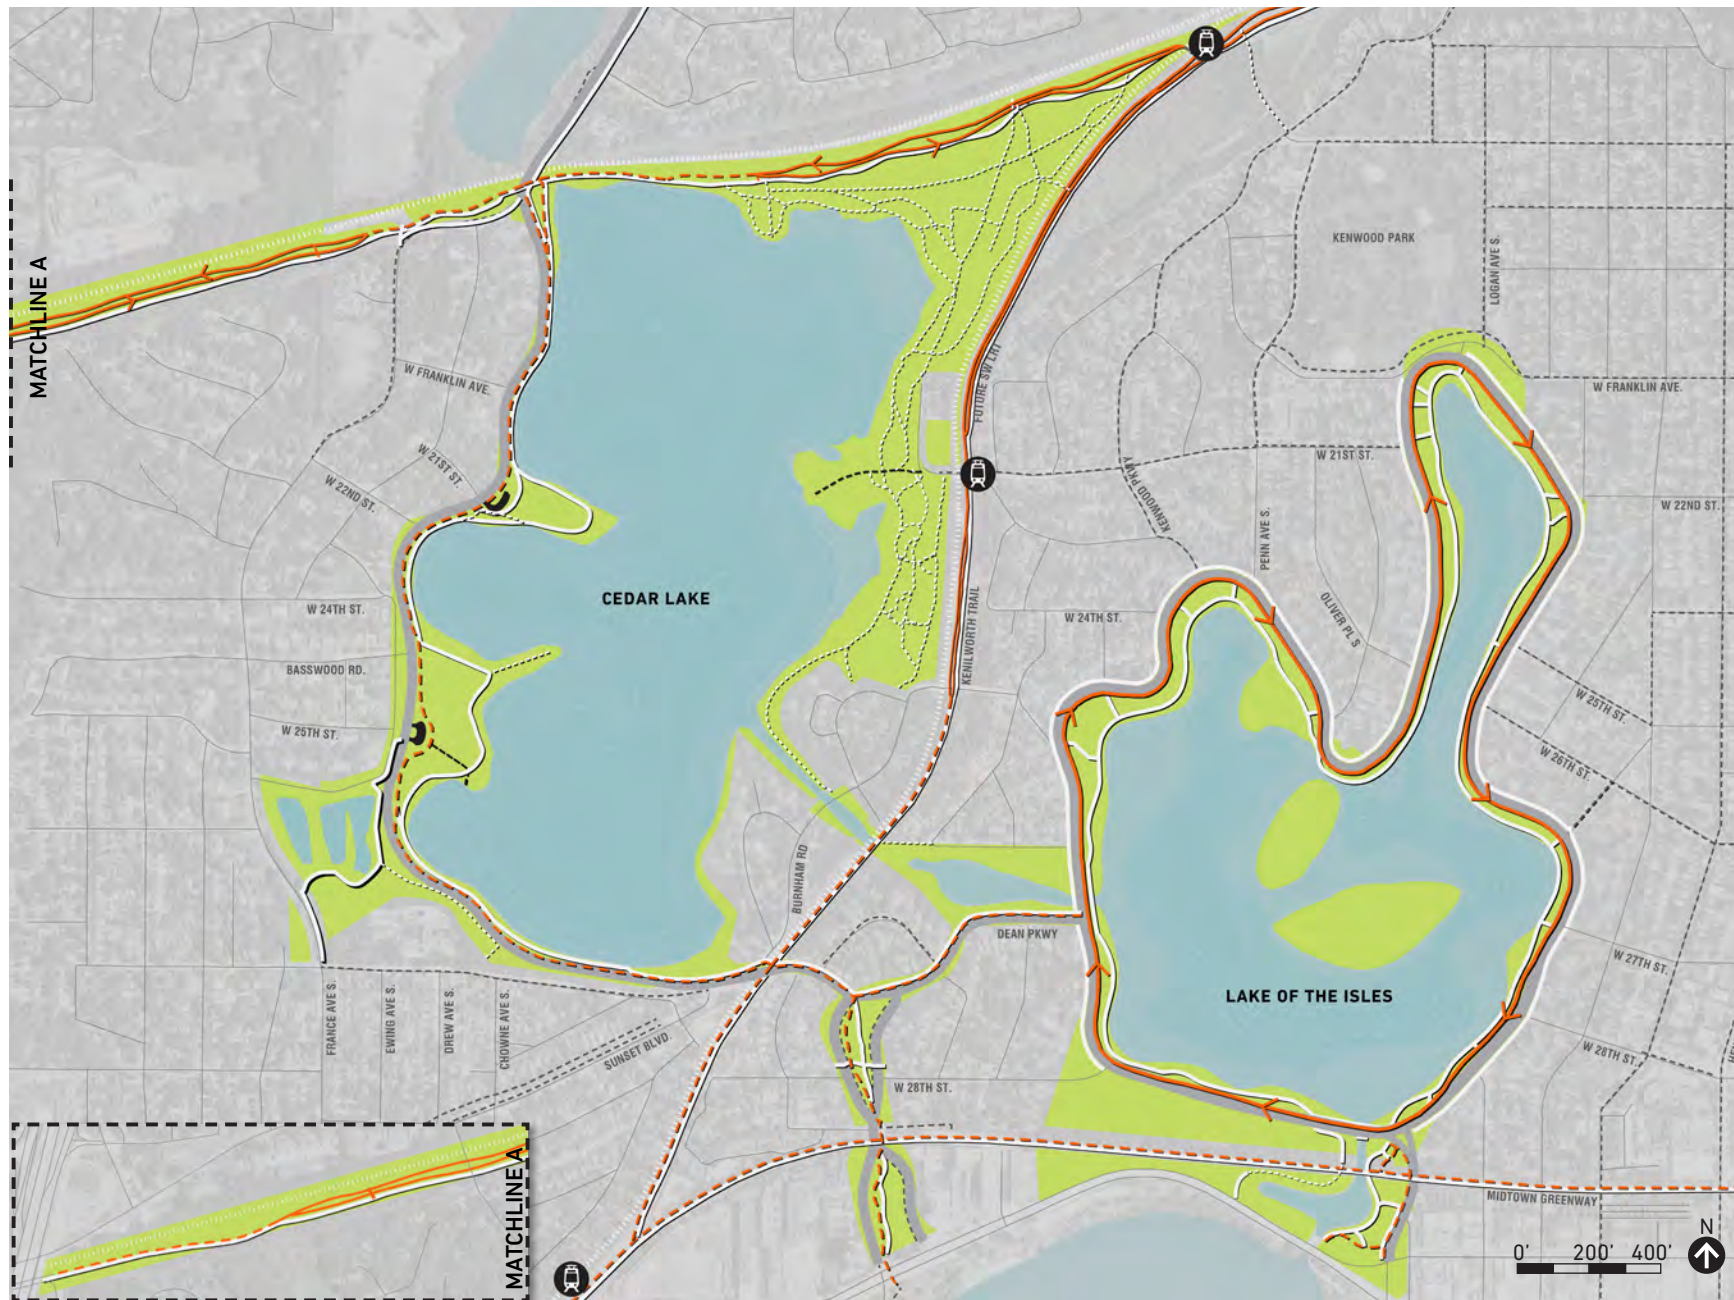 KENWOOD PARK
LOGAN AVE S.
MATCHLINE A
W FRANKLIN AVE.
FUTURE SW LRT
W FRANKLIN AVE.
W 21ST ST.
W 21ST ST.
W 22ND ST.
KENWOOD PKWY
W 22ND ST.
PENN AVE S.
CEDAR LAKE
W 24TH ST.
W 24TH ST.
OLIVER PL S
KENILWORTH TRAIL
BASSWOOD RD.
W 25TH ST.
W 25TH ST.
W 26TH ST.
BURNHAM RD
DEAN PKWY
W 27TH ST.
LAKE OF THE ISLES
FRANCE AVE S.
EWING AVE S.
DREW AVE S.
CHOWNE AVE S.
SUNSET BLVD.
W 28TH ST.
W 28TH ST.
MATCHLINE A
MIDTOWN GREENWAY
N
0' 200' 400'